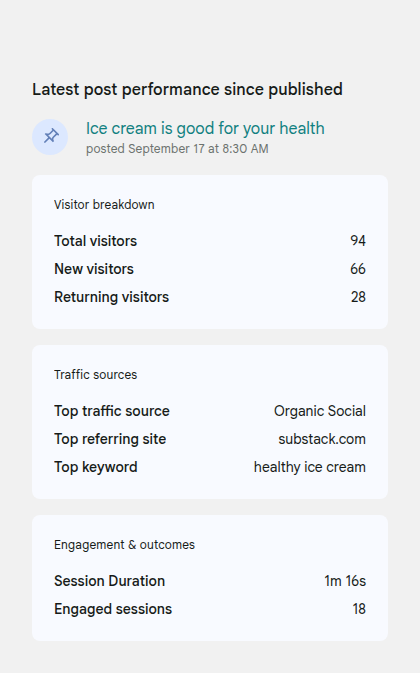 Latest post performance since published
Ice cream is good for your health
posted September 17 at 8:30 AM
Visitor breakdown
Total visitors 94
New visitors 66
Returning visitors 28
Traffic sources
Top traffic source Organic Social
Top referring site substack.com
Top keyword healthy ice cream
Engagement & outcomes
Session Duration 1m 16s
Engaged sessions 18